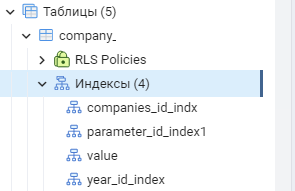 Таблицы (5)
company_
RLS Policies
Индексы (4)
companies_id_indx
parameter_id_index1
value
year_id_index